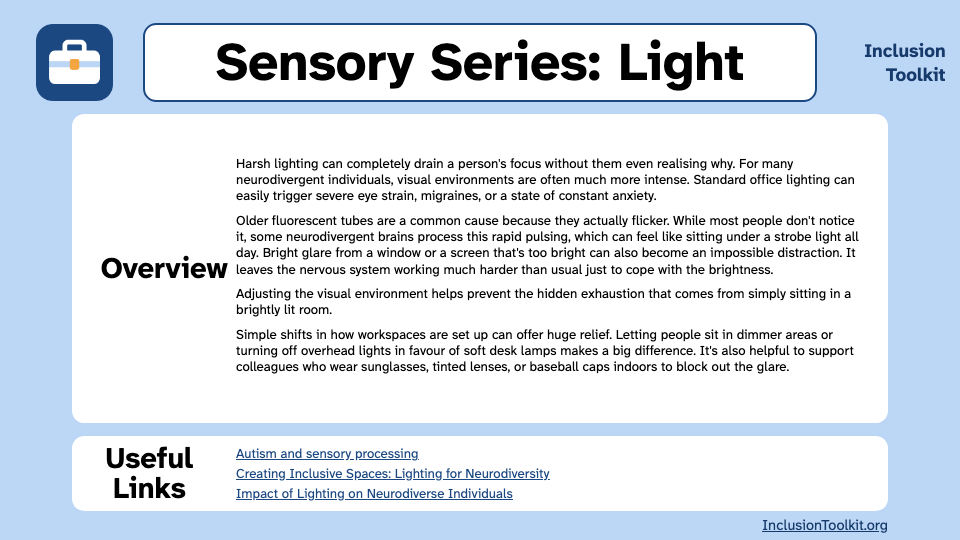 Sensory Series: Light
Inclusion
Toolkit
Overview
Harsh lighting can completely drain a person's focus without them even realising why. For many
neurodivergent individuals, visual environments are often much more intense. Standard office lighting can
easily trigger severe eye strain, migraines, or a state of constant anxiety.
Older fluorescent tubes are a common cause because they actually flicker. While most people don't notice
it, some neurodivergent brains process this rapid pulsing, which can feel like sitting under a strobe light all
day. Bright glare from a window or a screen that's too bright can also become an impossible distraction. It
leaves the nervous system working much harder than usual just to cope with the brightness.
Adjusting the visual environment helps prevent the hidden exhaustion that comes from simply sitting in a
brightly lit room.
Simple shifts in how workspaces are set up can offer huge relief. Letting people sit in dimmer areas or
turning off overhead lights in favour of soft desk lamps makes a big difference. It's also helpful to support
colleagues who wear sunglasses, tinted lenses, or baseball caps indoors to block out the glare.
Useful
Links
Autism and sensory processing
Creating Inclusive Spaces: Lighting for Neurodiversity
Impact of Lighting on Neurodiverse Individuals
InclusionToolkit.org